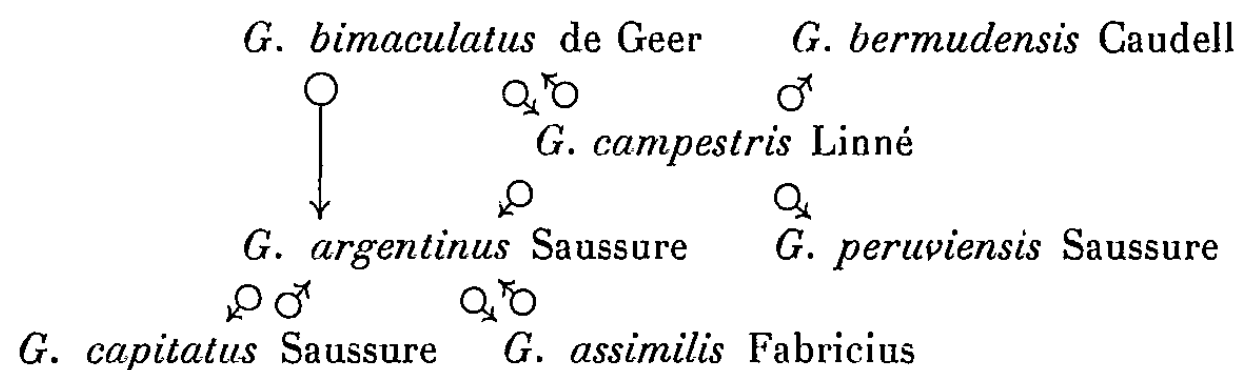 G. bimaculatus de Geer G. bermudensis Caudell
G. campestris Linné
G. argentinus Saussure G. peruviensis Saussure
G. capitatus Saussure G. assimilis Fabricius